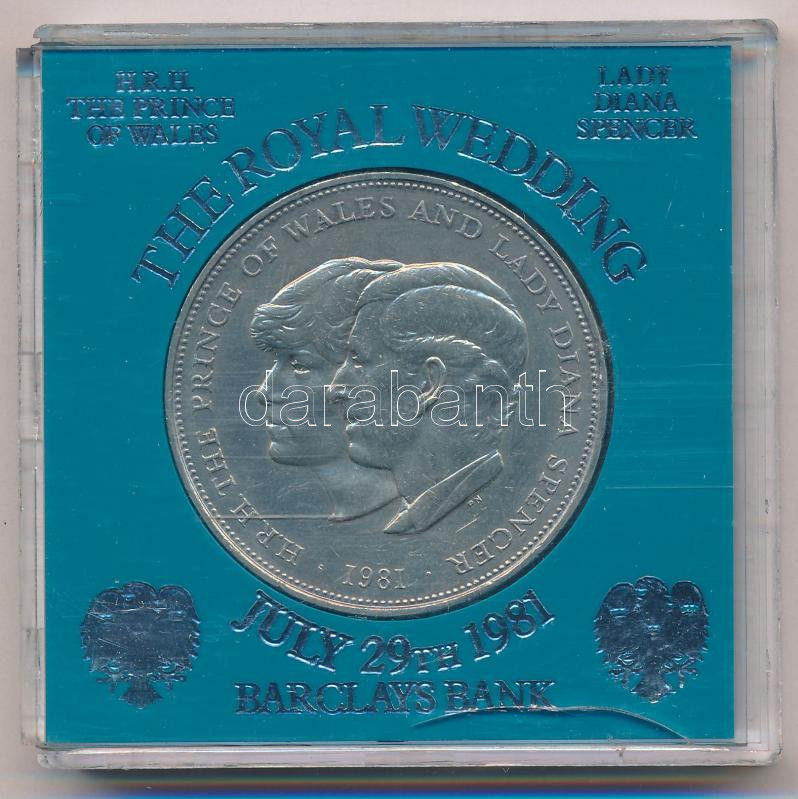 H.R.H.
THE PRINCE
OF WALES
LADY
DIANA
SPENCER
THE ROYAL WEDDING
H.R.H. THE PRINCE OF WALES AND LADY DIANA SPENCER
· 1981 ·
PN
darabanth
JULY 29TH 1981
BARCLAYS BANK